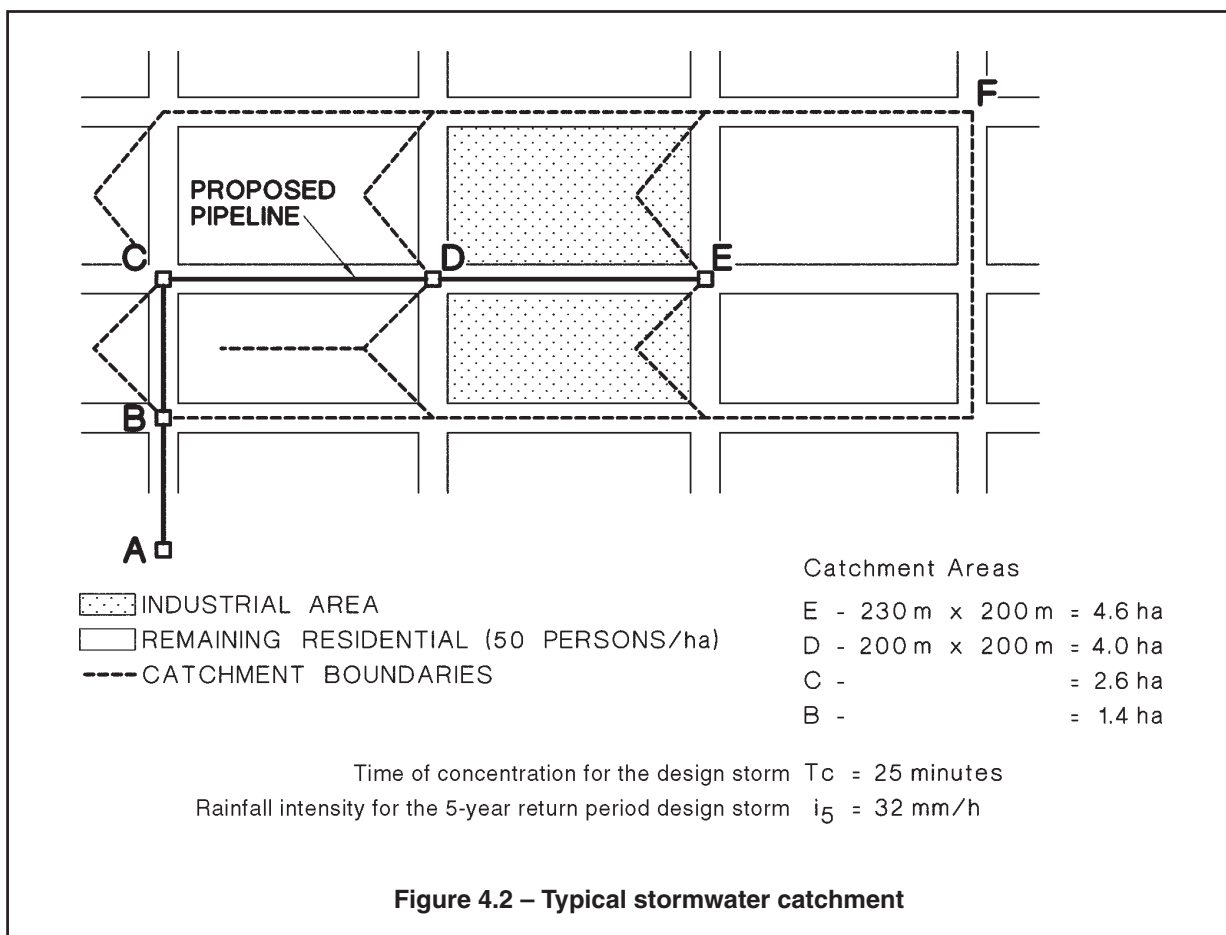 F
PROPOSED
PIPELINE
C
D
E
B
A
INDUSTRIAL AREA
REMAINING RESIDENTIAL (50 PERSONS/ha)
CATCHMENT BOUNDARIES
Catchment Areas
E - 230 m x 200 m = 4.6 ha
D - 200 m x 200 m = 4.0 ha
C - = 2.6 ha
B - = 1.4 ha
Time of concentration for the design storm Tc = 25 minutes
Rainfall intensity for the 5-year return period design storm i5 = 32 mm/h
Figure 4.2 – Typical stormwater catchment